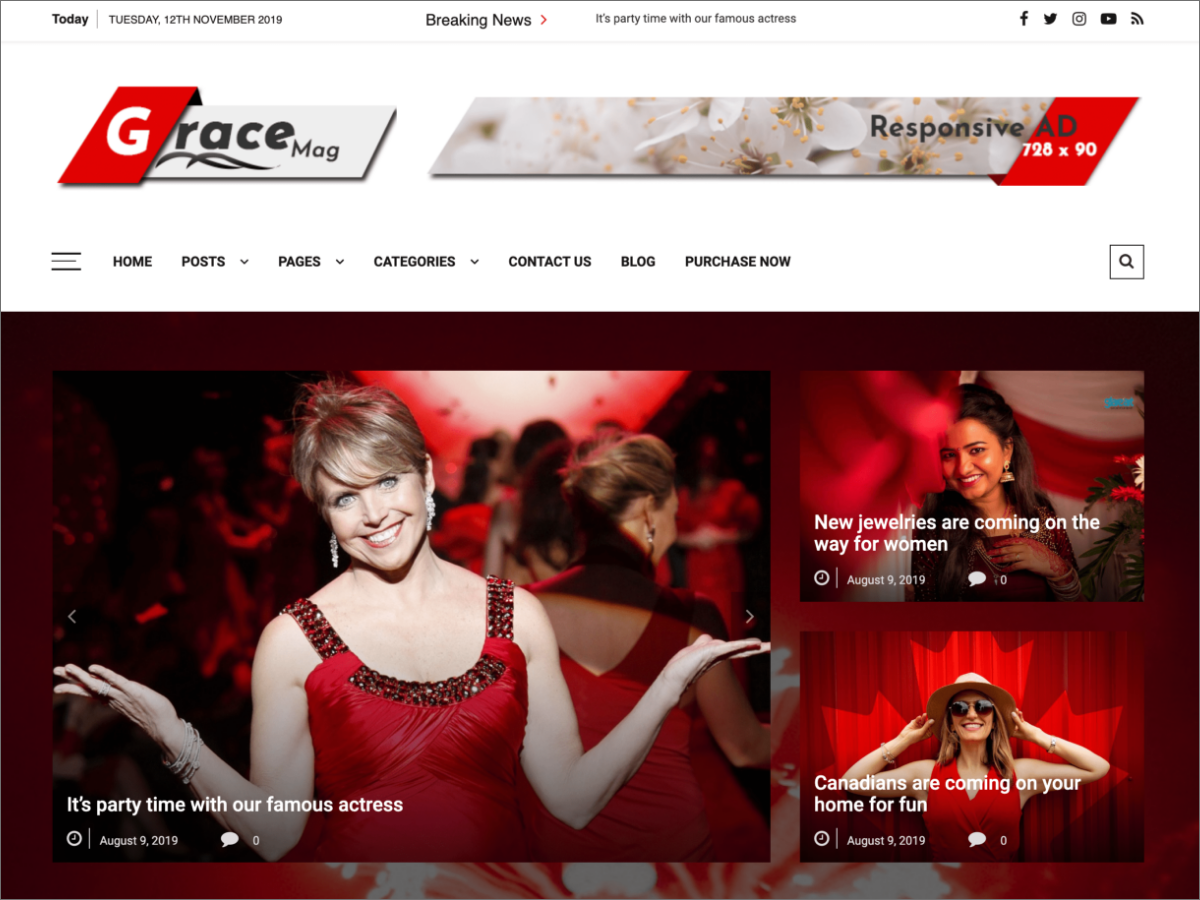 Today TUESDAY, 12TH NOVEMBER 2019 Breaking News It's party time with our famous actress
Grace Mag
Responsive AD
728 x 90
HOME POSTS PAGES CATEGORIES CONTACT US BLOG PURCHASE NOW
It's party time with our famous actress
August 9, 2019 0
New jewelries are coming on the
way for women
August 9, 2019 0
Canadians are coming on your
home for fun
August 9, 2019 0